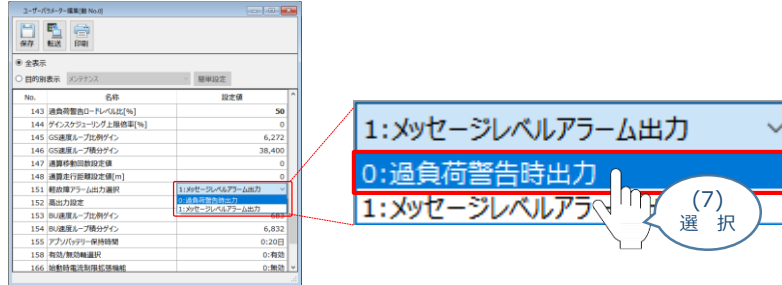 ユーザーパラメーター編集[軸 No.0]
保存 転送 印刷
全表示
目的別表示 メンテナンス 簡単設定
No. 名称 設定値
143 過負荷警告ロードレベル比[%] 50
144 ゲインスケジューリング上限倍率[%] 0
145 GS速度ループ比例ゲイン 6,272
146 GS速度ループ積分ゲイン 38,400
147 通算移動回数設定値 0
148 通算走行距離設定値[m] 0
151 軽故障アラーム出力選択 1:メッセージレベルアラーム出力
0:過負荷警告時出力
1:メッセージレベルアラーム出力
152 高出力設定
153 BU速度ループ比例ゲイン 683
154 BU速度ループ積分ゲイン 6,832
155 アブソバッテリー保持時間 0:20日
158 有効/無効軸選択 0:有効
166 始動時電流制限拡張機能 0:無効
1:メッセージレベルアラーム出力
0:過負荷警告時出力
1:メッセージレベルアラ
(7)
選 択